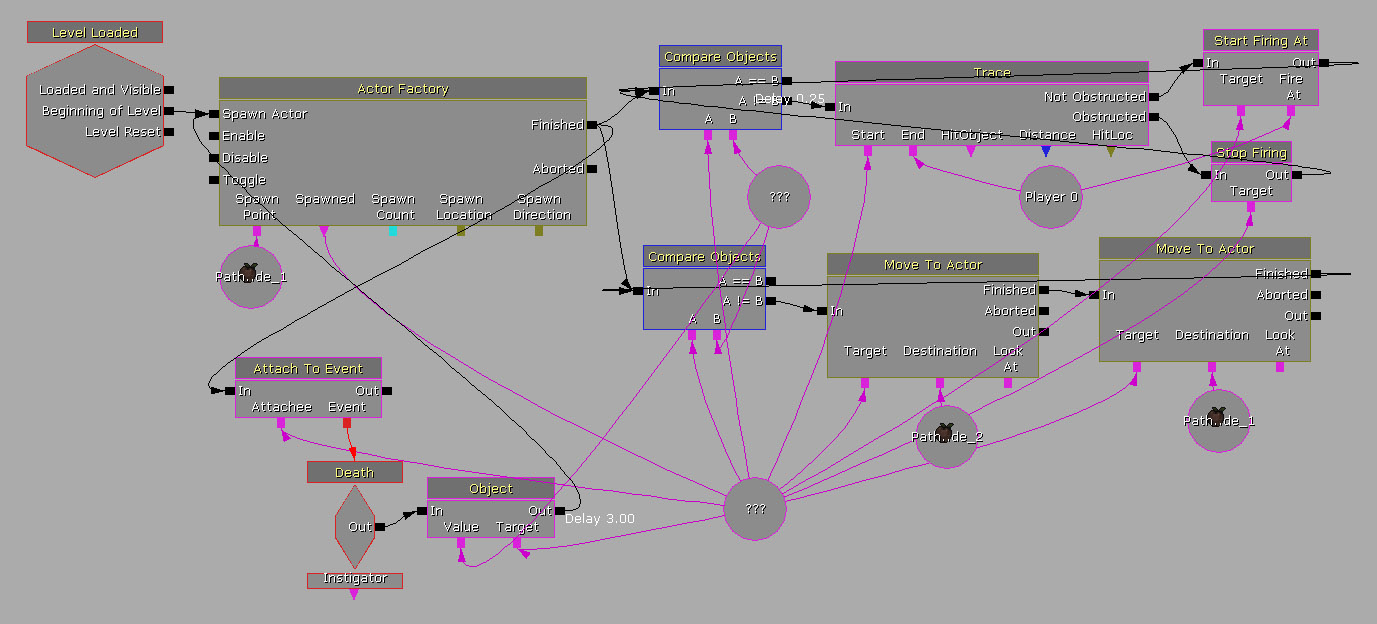 Level Loaded
Loaded and Visible
Beginning of Level
Level Reset
Actor Factory
Spawn Actor
Enable
Disable
Toggle
Finished
Aborted
Spawn Point
Spawned
Spawn Count
Spawn Location
Spawn Direction
Path..de_1
Compare Objects
In
A == B
A != B
Delay 0.25
A
B
Trace
In
Not Obstructed
Obstructed
Start
End
HitObject
Distance
HitLoc
Start Firing At
In
Out
Target
Fire At
Stop Firing
In
Out
Target
???
Player 0
Compare Objects
In
A == B
A != B
A
B
Move To Actor
In
Finished
Aborted
Out
Target
Destination
Look At
Path..de_2
Move To Actor
In
Finished
Aborted
Out
Target
Destination
Look At
Path..de_1
Attach To Event
In
Out
Attachee
Event
Death
Out
Instigator
Object
In
Out
Value
Target
Delay 3.00
???